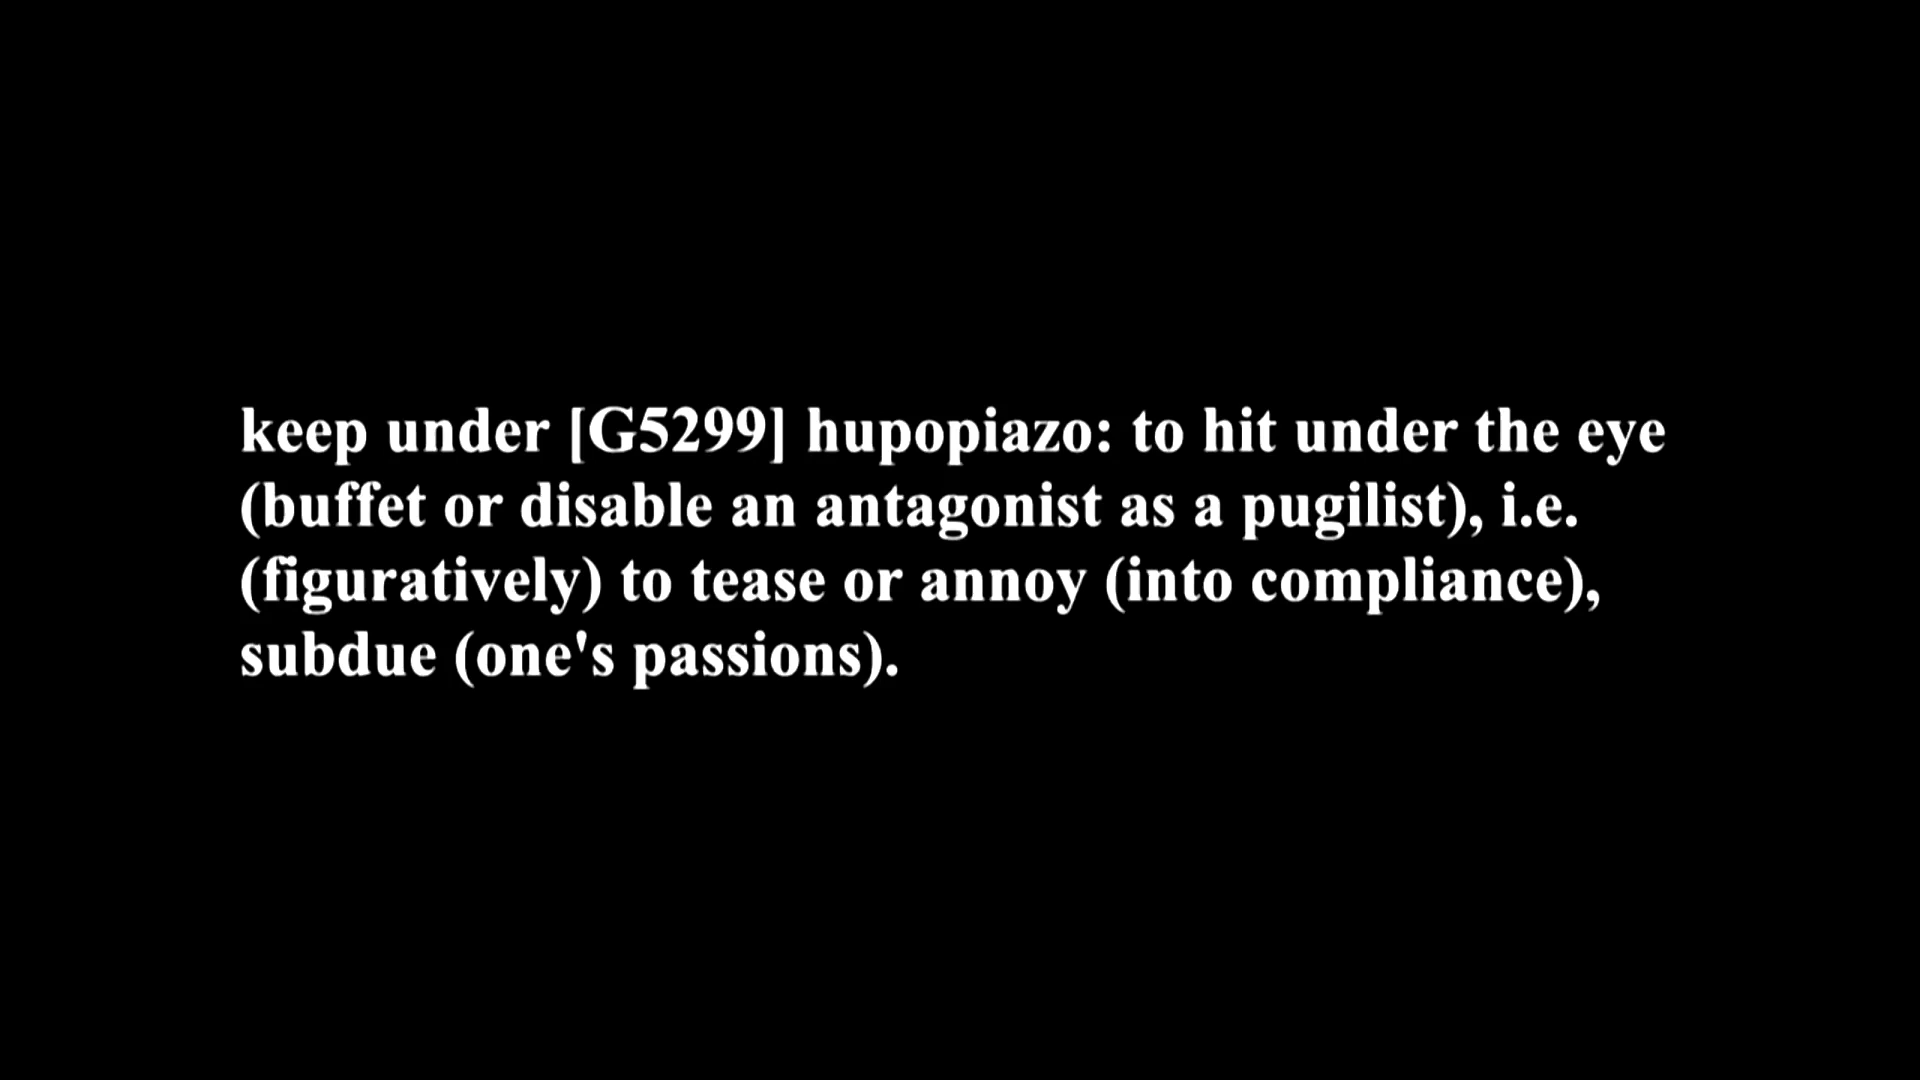 keep under [G5299] hupopiazo: to hit under the eye
(buffet or disable an antagonist as a pugilist), i.e.
(figuratively) to tease or annoy (into compliance),
subdue (one's passions).